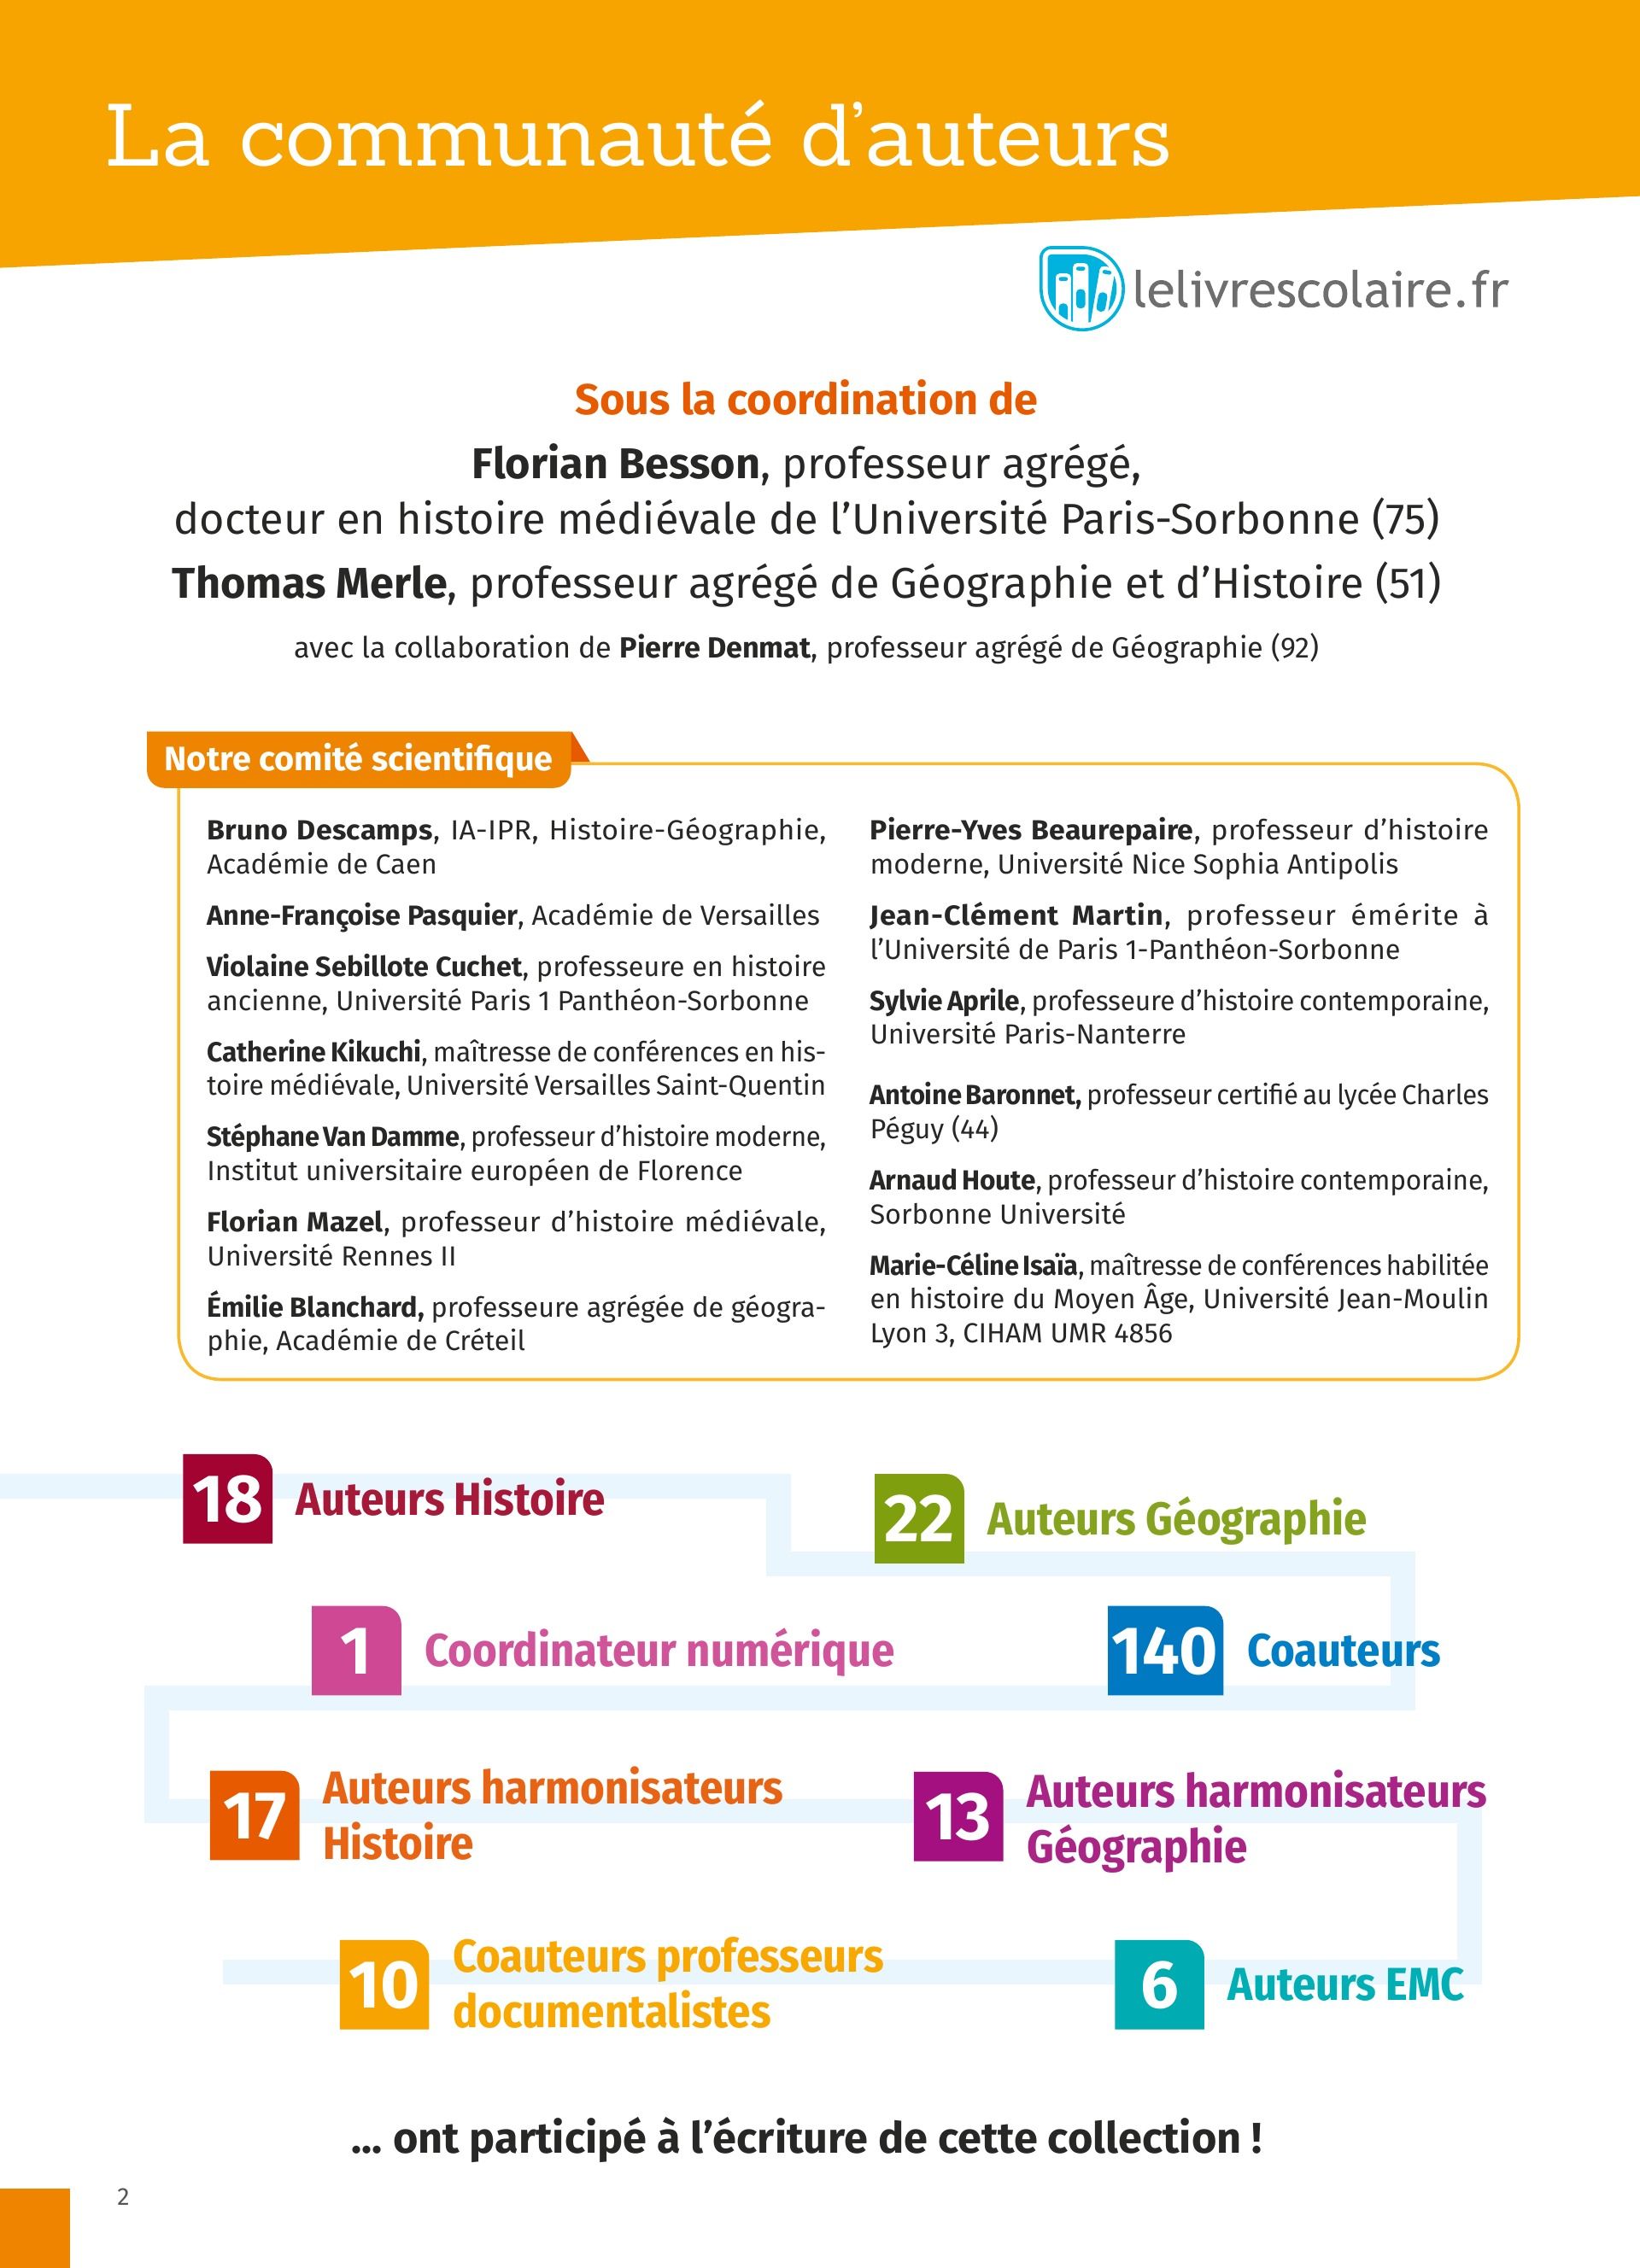 La communauté d’auteurs
lelivrescolaire.fr
Sous la coordination de
Florian Besson, professeur agrégé,
docteur en histoire médiévale de l’Université Paris-Sorbonne (75)
Thomas Merle, professeur agrégé de Géographie et d’Histoire (51)
avec la collaboration de Pierre Denmat, professeur agrégé de Géographie (92)
Notre comité scientifique
Bruno Descamps, IA-IPR, Histoire-Géographie,
Académie de Caen
Anne-Françoise Pasquier, Académie de Versailles
Violaine Sebillote Cuchet, professeure en histoire
ancienne, Université Paris 1 Panthéon-Sorbonne
Catherine Kikuchi, maîtresse de conférences en his-
toire médiévale, Université Versailles Saint-Quentin
Stéphane Van Damme, professeur d’histoire moderne,
Institut universitaire européen de Florence
Florian Mazel, professeur d’histoire médiévale,
Université Rennes II
Émilie Blanchard, professeure agrégée de géogra-
phie, Académie de Créteil
Pierre-Yves Beaurepaire, professeur d’histoire
moderne, Université Nice Sophia Antipolis
Jean-Clément Martin, professeur émérite à
l’Université de Paris 1-Panthéon-Sorbonne
Sylvie Aprile, professeure d’histoire contemporaine,
Université Paris-Nanterre
Antoine Baronnet, professeur certifié au lycée Charles
Péguy (44)
Arnaud Houte, professeur d’histoire contemporaine,
Sorbonne Université
Marie-Céline Isaïa, maîtresse de conférences habilitée
en histoire du Moyen Âge, Université Jean-Moulin
Lyon 3, CIHAM UMR 4856
18 Auteurs Histoire
22 Auteurs Géographie
1 Coordinateur numérique
140 Coauteurs
17 Auteurs harmonisateurs
Histoire
13 Auteurs harmonisateurs
Géographie
10 Coauteurs professeurs
documentalistes
6 Auteurs EMC
... ont participé à l’écriture de cette collection !
2